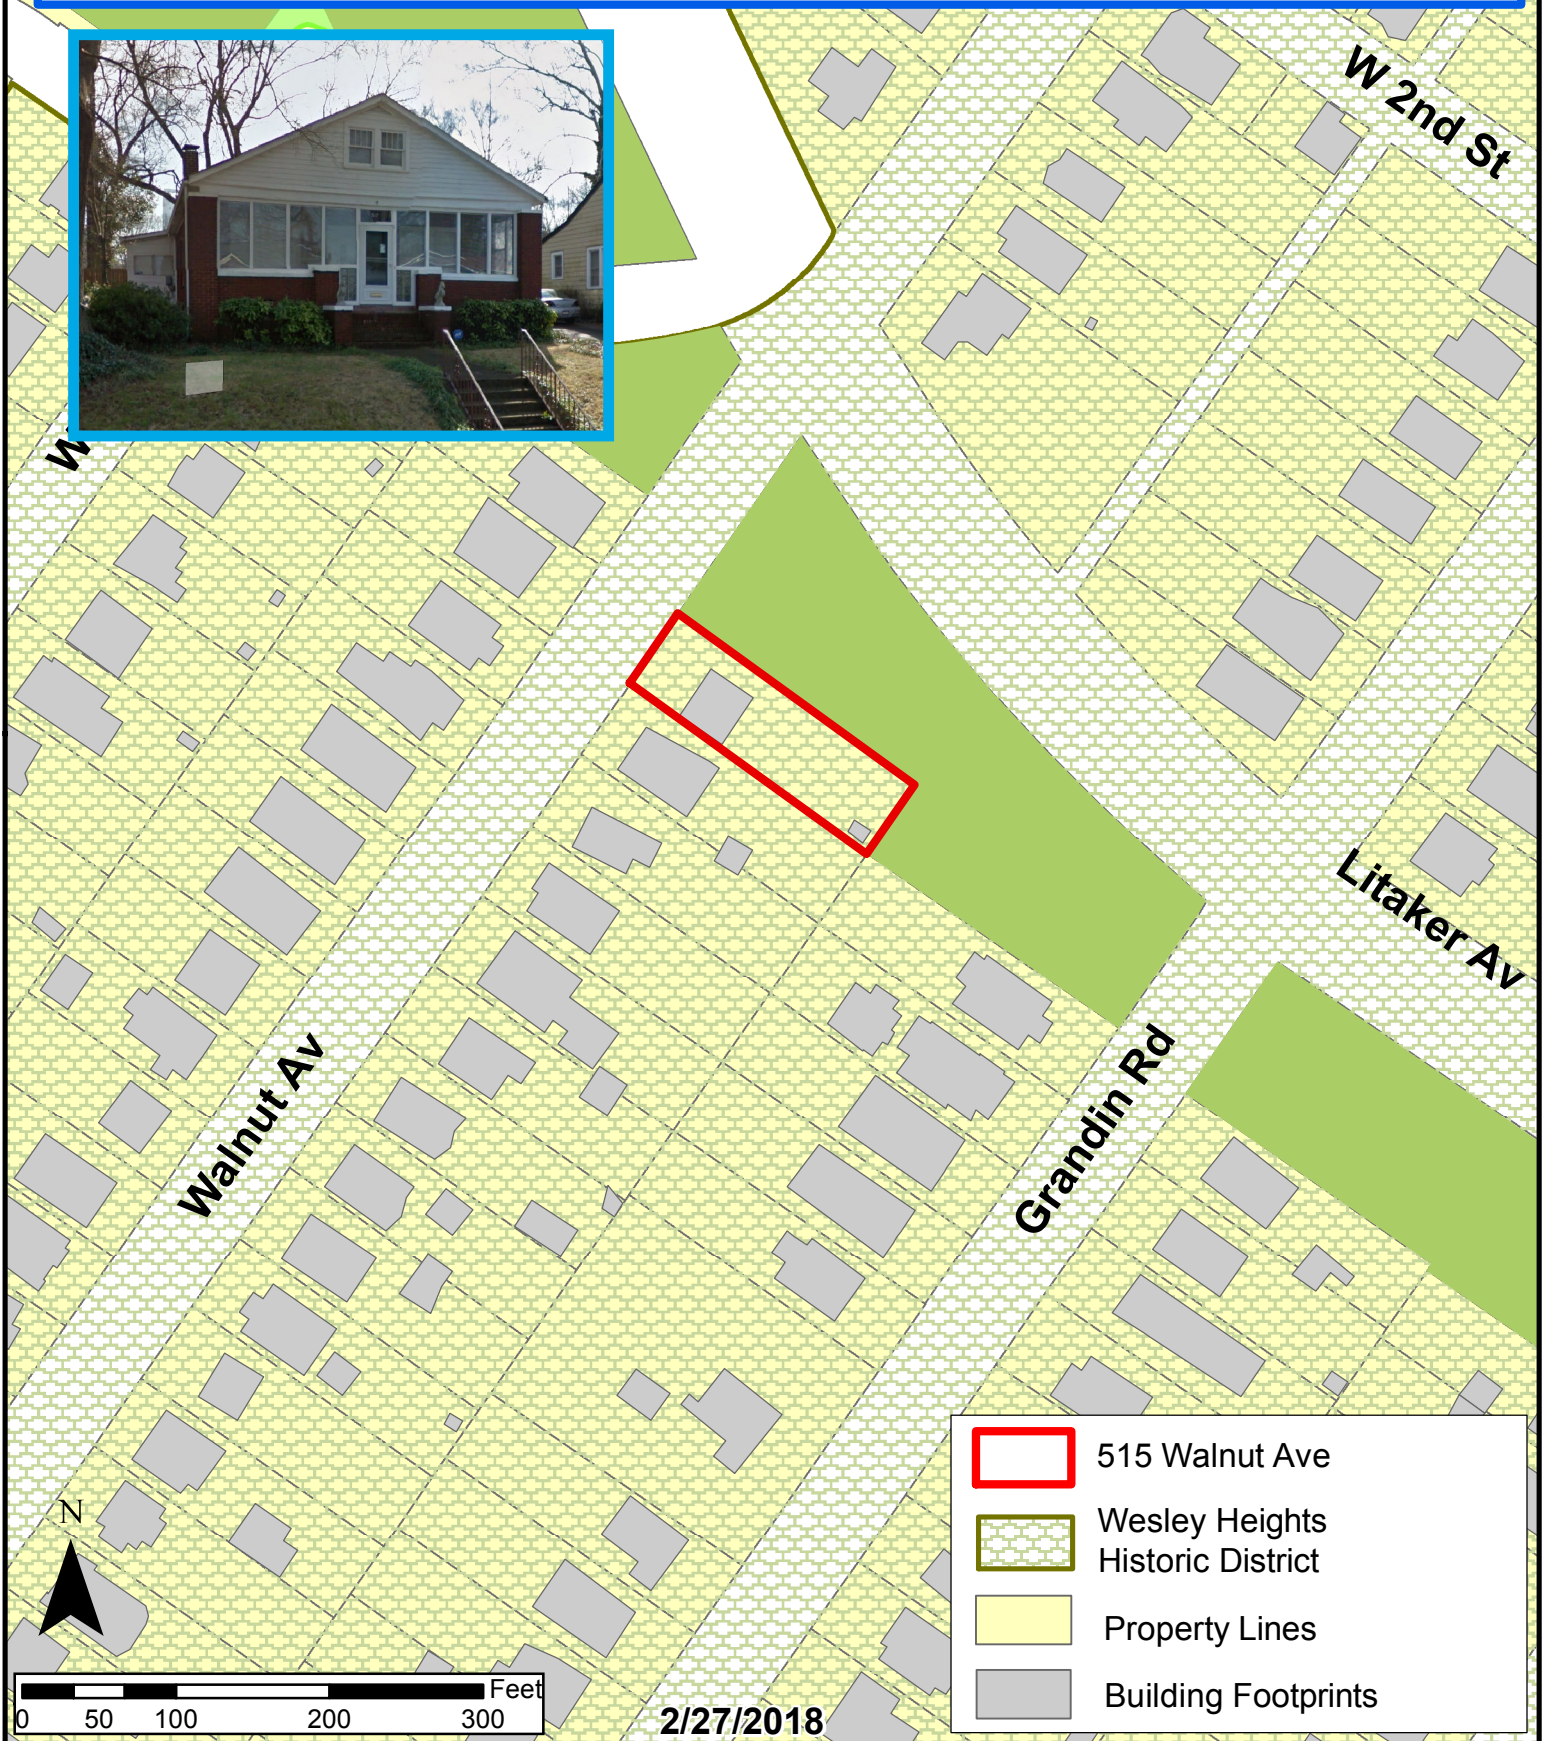 W 2nd St
W
Litaker Av
Walnut Av
Grandin Rd
515 Walnut Ave
Wesley Heights
Historic District
Property Lines
Building Footprints
N
Feet
0 50 100 200 300
2/27/2018